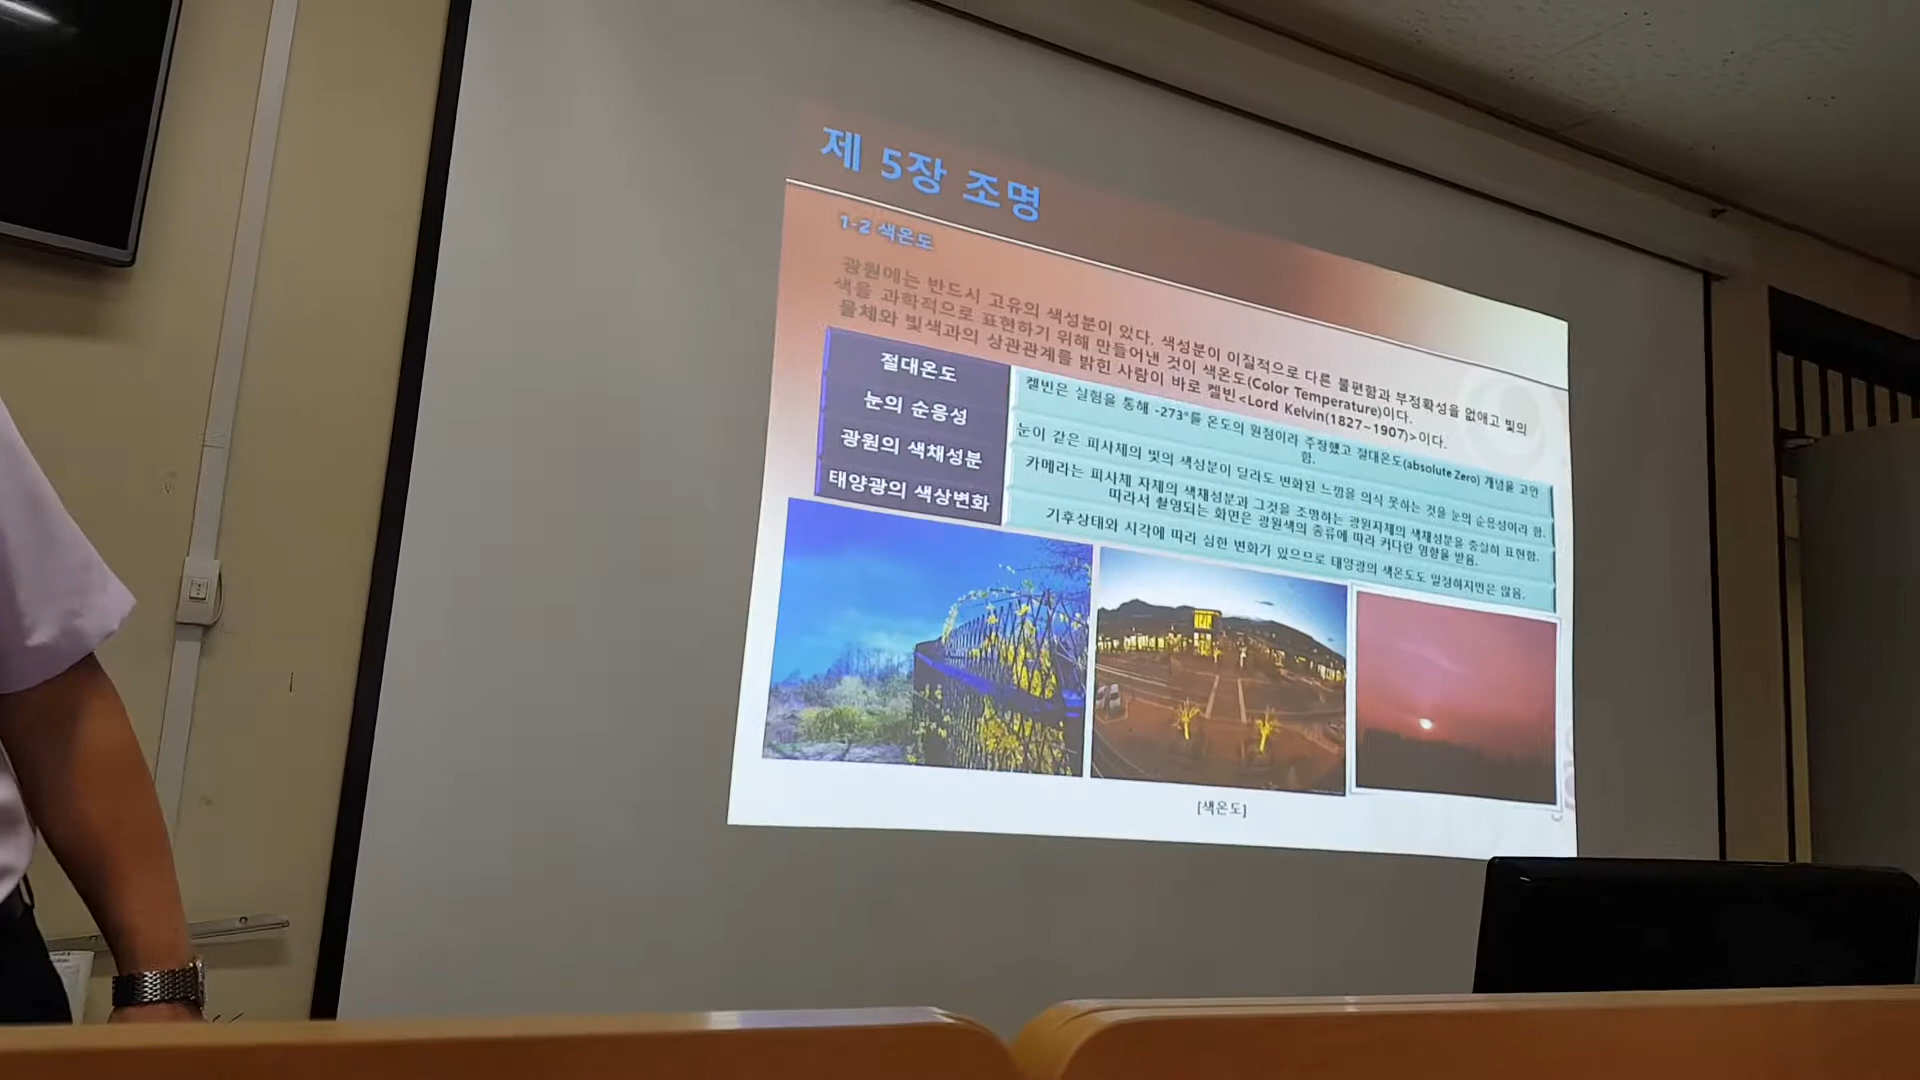 제 5장 조명
1-2 색온도
광원에는 반드시 고유의 색성분이 있다. 색성분이 이질적으로 다른 불편함과 부정확성을 없애고 빛의
색을 과학적으로 표현하기 위해 만들어낸 것이 색온도(Color Temperature)이다.
물체와 빛색과의 상관관계를 밝힌 사람이 바로 켈빈<Lord Kelvin(1827~1907)>이다.
절대온도
켈빈은 실험을 통해 -273°를 온도의 원점이라 주장했고 절대온도(absolute Zero) 개념을 고안
함.
눈의 순응성
눈이 같은 피사체의 빛의 색성분이 달라도 변화된 느낌을 의식 못하는 것을 눈의 순응성이라 함.
광원의 색채성분
카메라는 피사체 자체의 색채성분과 그것을 조명하는 광원자체의 색채성분을 충실히 표현함.
따라서 촬영되는 화면은 광원색의 종류에 따라 커다란 영향을 받음.
태양광의 색상변화
기후상태와 시각에 따라 심한 변화가 있으므로 태양광의 색온도도 일정하지만은 않음.
[색온도]